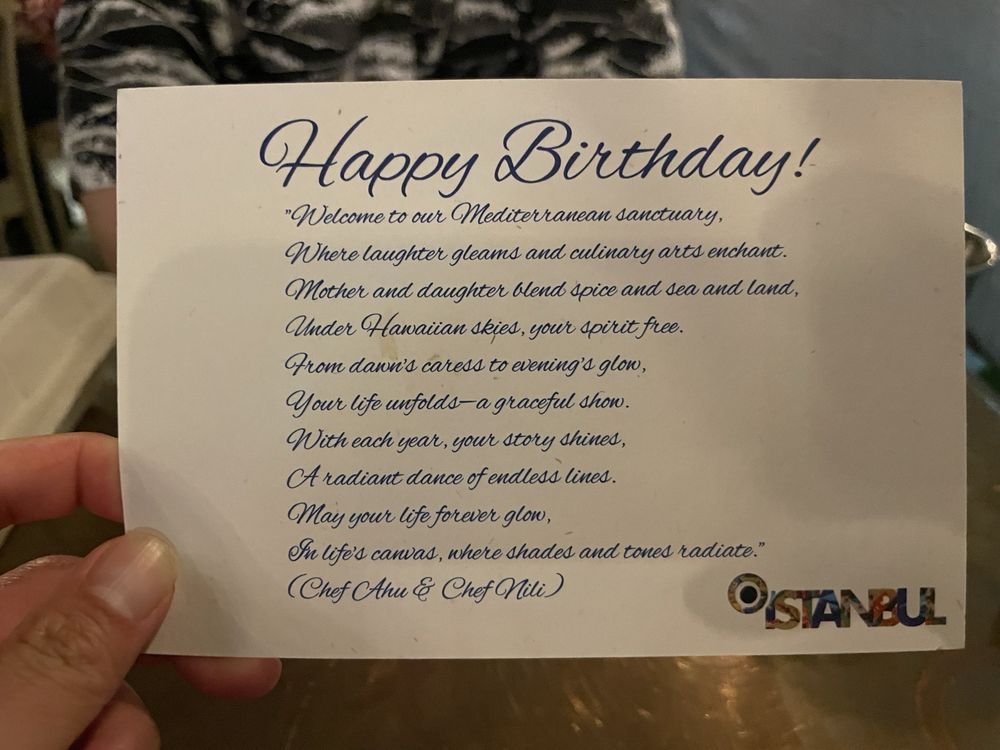 Happy Birthday!
"Welcome to our Mediterranean sanctuary,
Where laughter gleams and culinary arts enchant.
Mother and daughter blend spice and sea and land,
Under Hawaiian skies, your spirit free.
From dawn's caress to evening's glow,
Your life unfolds—a graceful show.
With each year, your story shines,
A radiant dance of endless lines.
May your life forever glow,
In life's canvas, where shades and tones radiate."
(Chef Ahu & Chef Nili)
ISTANBUL